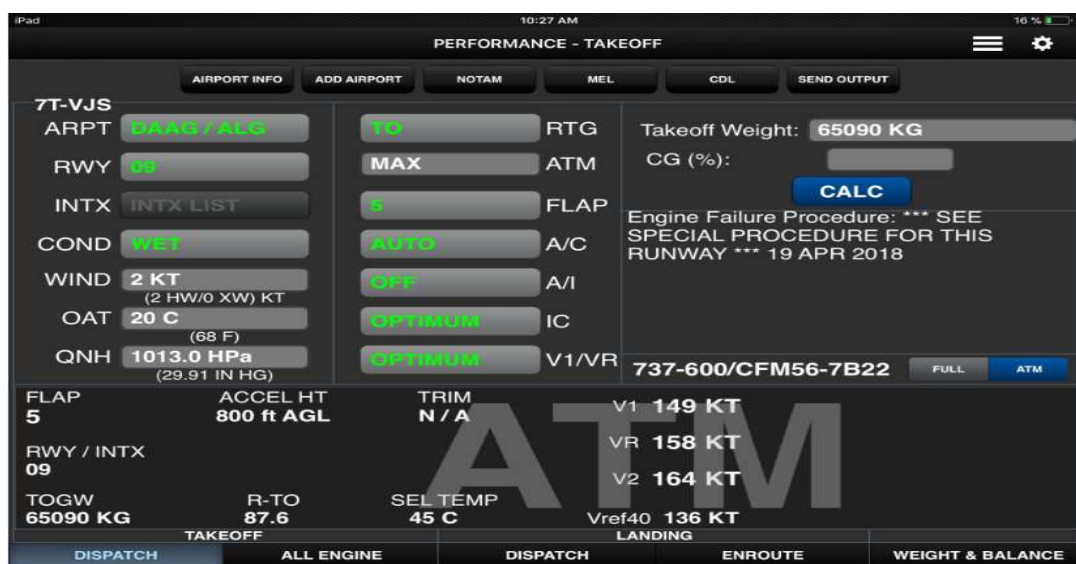 iPad 10:27 AM 16 %
PERFORMANCE - TAKEOFF
AIRPORT INFO ADD AIRPORT NOTAM MEL CDL SEND OUTPUT
7T-VJS
ARPT DAAG / ALG TO RTG
RWY 09 MAX ATM
INTX INTX LIST 5 FLAP
COND WET AUTO A/C
WIND 2 KT OFF A/I
(2 HW/0 XW) KT
OAT 20 C OPTIMUM IC
(68 F)
QNH 1013.0 HPa OPTIMUM V1/VR
(29.91 IN HG)
Takeoff Weight: 65090 KG
CG (%):
CALC
Engine Failure Procedure: *** SEE
SPECIAL PROCEDURE FOR THIS
RUNWAY *** 19 APR 2018
737-600/CFM56-7B22 FULL ATM
ATM
FLAP ACCEL HT TRIM
5 800 ft AGL N / A
RWY / INTX
09
TOGW R-TO SEL TEMP
65090 KG 87.6 45 C
V1 149 KT
VR 158 KT
V2 164 KT
Vref40 136 KT
TAKEOFF LANDING
DISPATCH ALL ENGINE DISPATCH ENROUTE WEIGHT & BALANCE